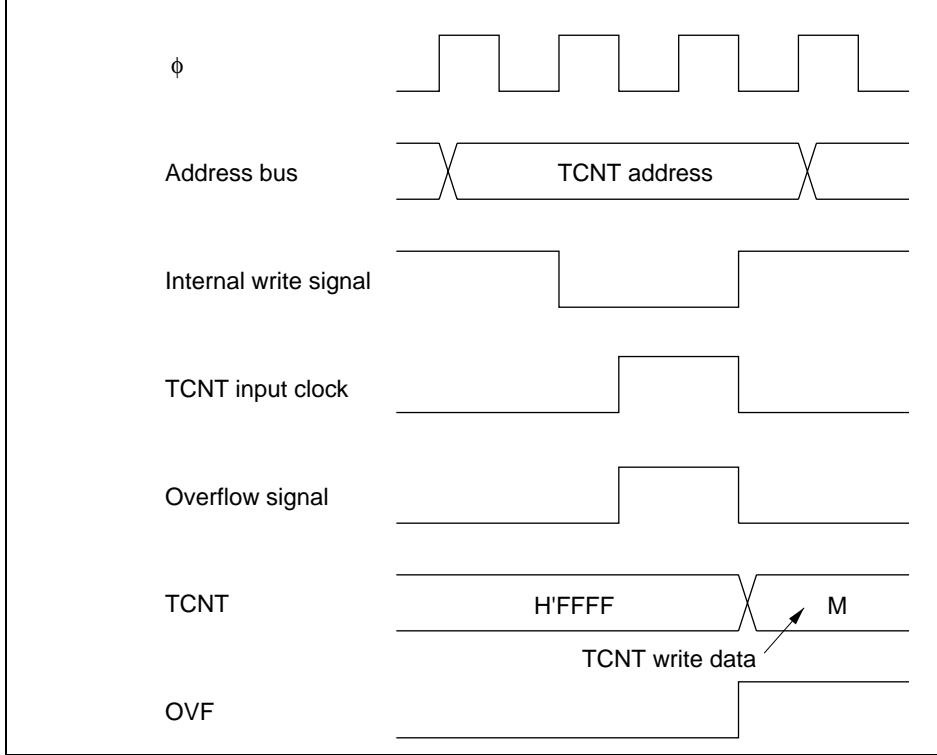 ϕ
Address bus
TCNT address
Internal write signal
TCNT input clock
Overflow signal
TCNT
H'FFFF
M
TCNT write data
OVF